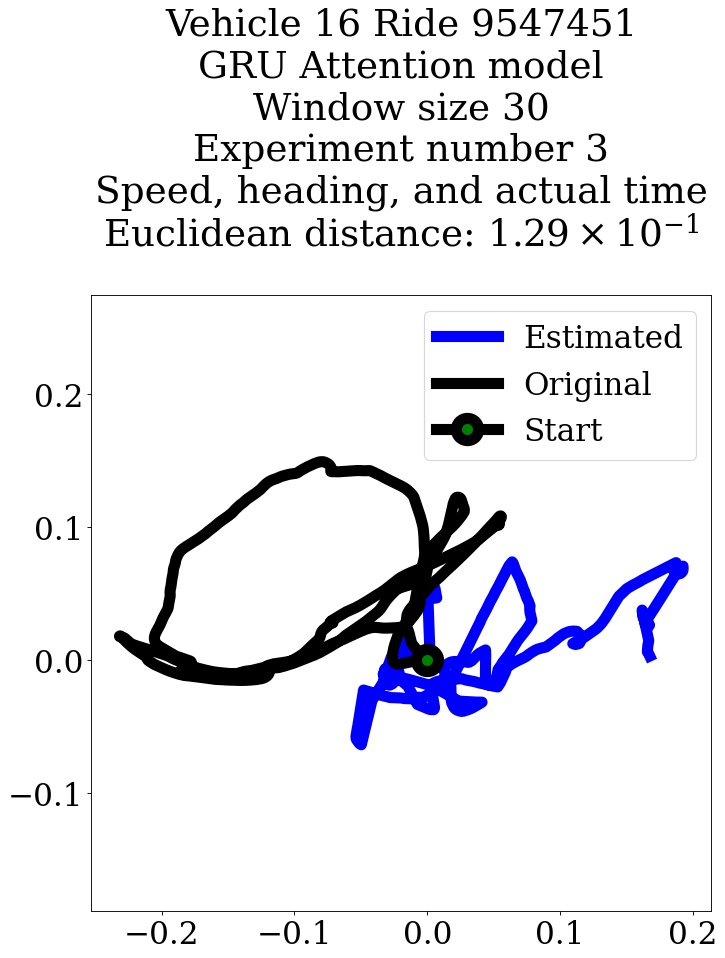 Vehicle 16 Ride 9547451
GRU Attention model
Window size 30
Experiment number 3
Speed, heading, and actual time
Euclidean distance: 1.29 × 10⁻¹
Estimated
Original
Start
0.2
0.1
0.0
−0.1
−0.2
−0.1
0.0
0.1
0.2